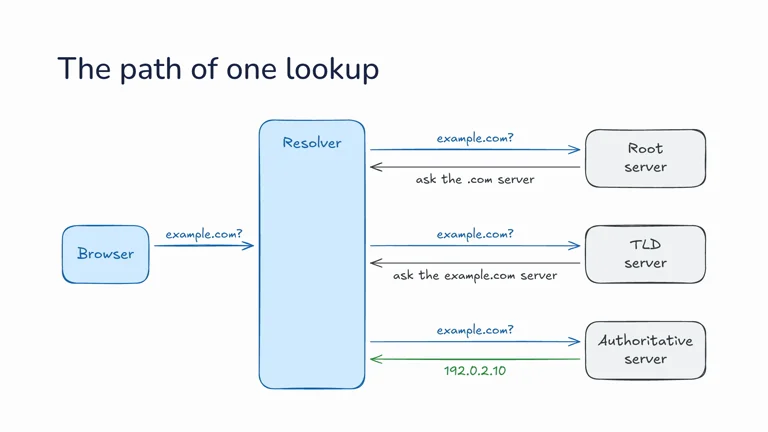 The path of one lookup
Resolver
example.com?
Root
server
ask the .com server
example.com?
Browser
example.com?
TLD
server
ask the example.com server
example.com?
Authoritative
server
192.0.2.10